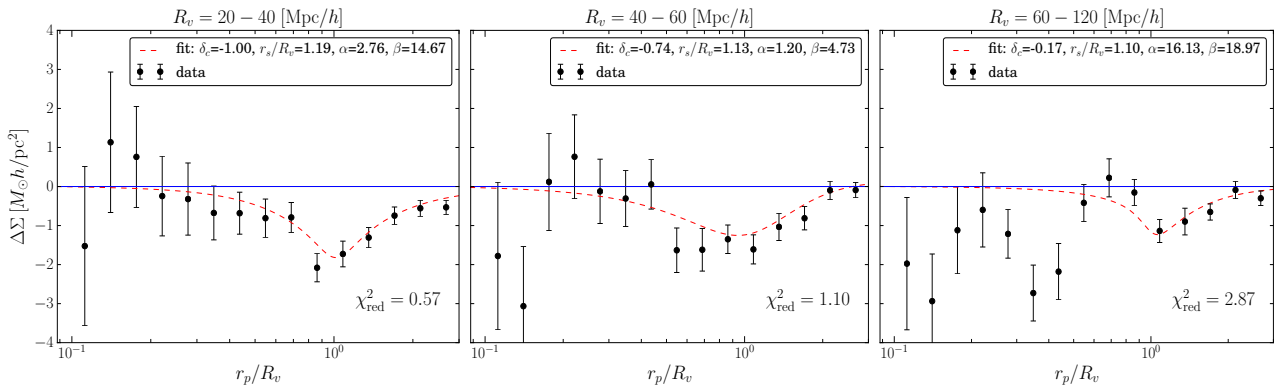 R_v = 20 − 40 [Mpc/h]
fit: δ_c=-1.00, r_s/R_v=1.19, α=2.76, β=14.67
data
4
3
2
1
0
−1
−2
−3
−4
ΔΣ [M_⊙h/pc²]
χ²_red = 0.57
10⁻¹
10⁰
r_p/R_v
R_v = 40 − 60 [Mpc/h]
fit: δ_c=-0.74, r_s/R_v=1.13, α=1.20, β=4.73
data
χ²_red = 1.10
10⁻¹
10⁰
r_p/R_v
R_v = 60 − 120 [Mpc/h]
fit: δ_c=-0.17, r_s/R_v=1.10, α=16.13, β=18.97
data
χ²_red = 2.87
10⁻¹
10⁰
r_p/R_v